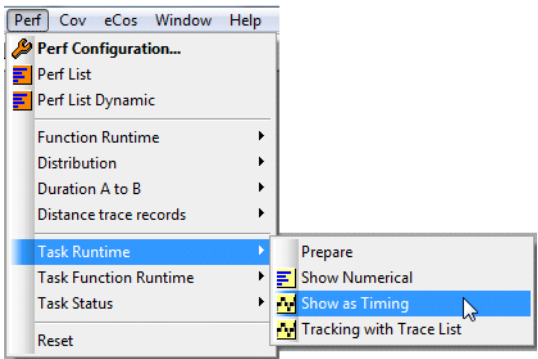 Perf Cov eCos Window Help
Perf Configuration...
Perf List
Perf List Dynamic
Function Runtime
Distribution
Duration A to B
Distance trace records
Task Runtime
Task Function Runtime
Task Status
Reset
Prepare
Show Numerical
Show as Timing
Tracking with Trace List